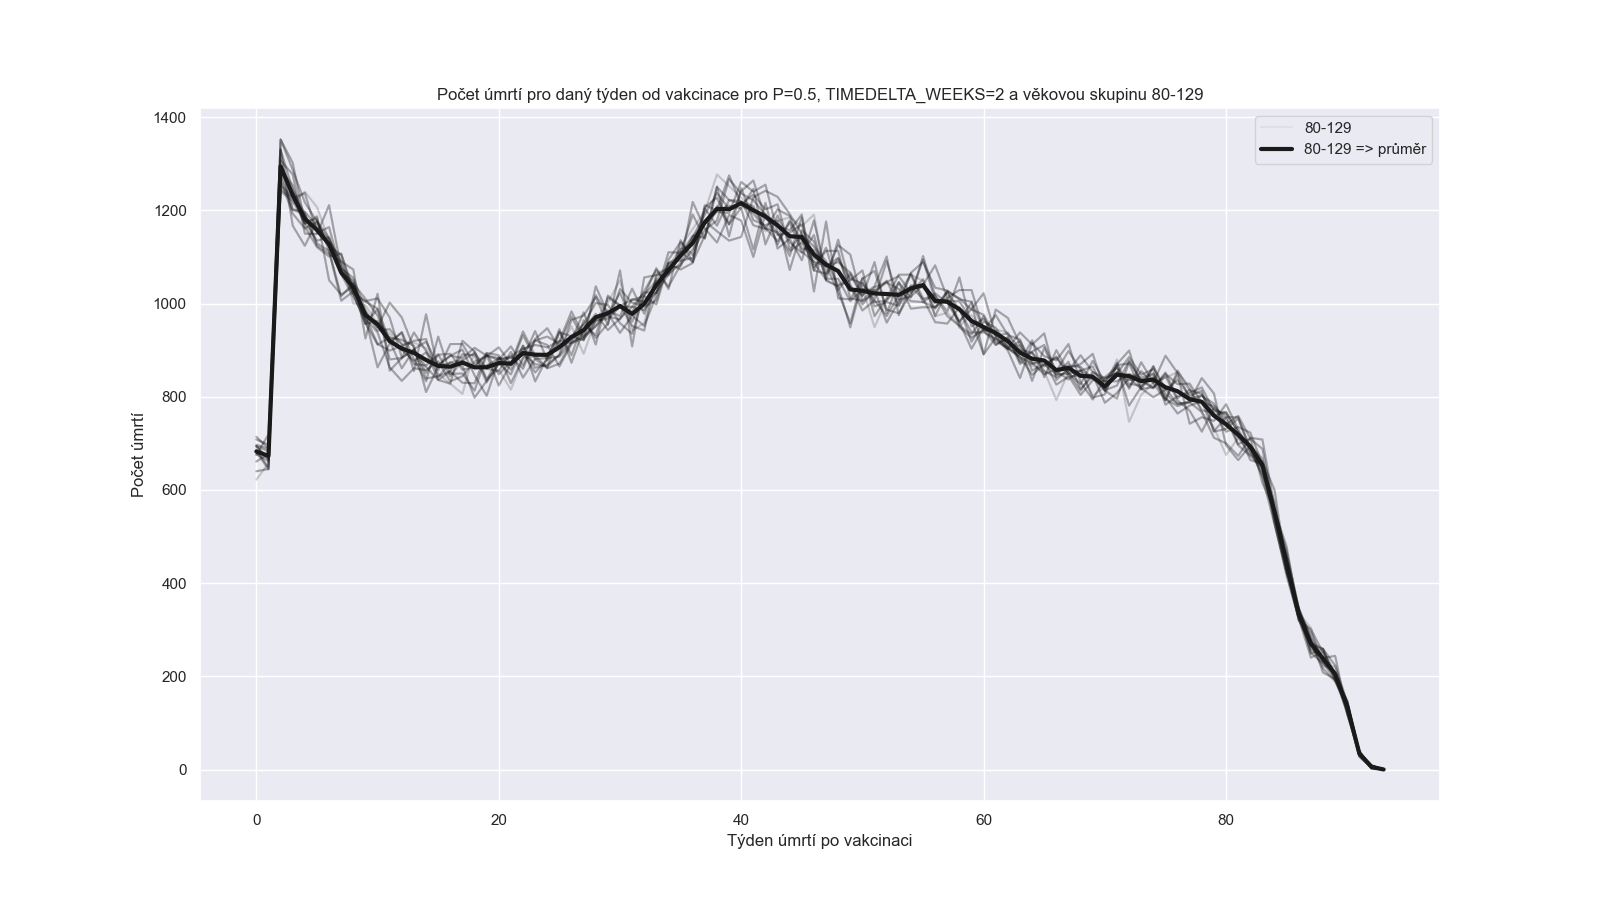 Počet úmrtí pro daný týden od vakcinace pro P=0.5, TIMEDELTA_WEEKS=2 a věkovou skupinu 80-129
80-129
80-129 => průměr
1400
1200
1000
800
600
400
200
0
Počet úmrtí
0 20 40 60 80
Týden úmrtí po vakcinaci